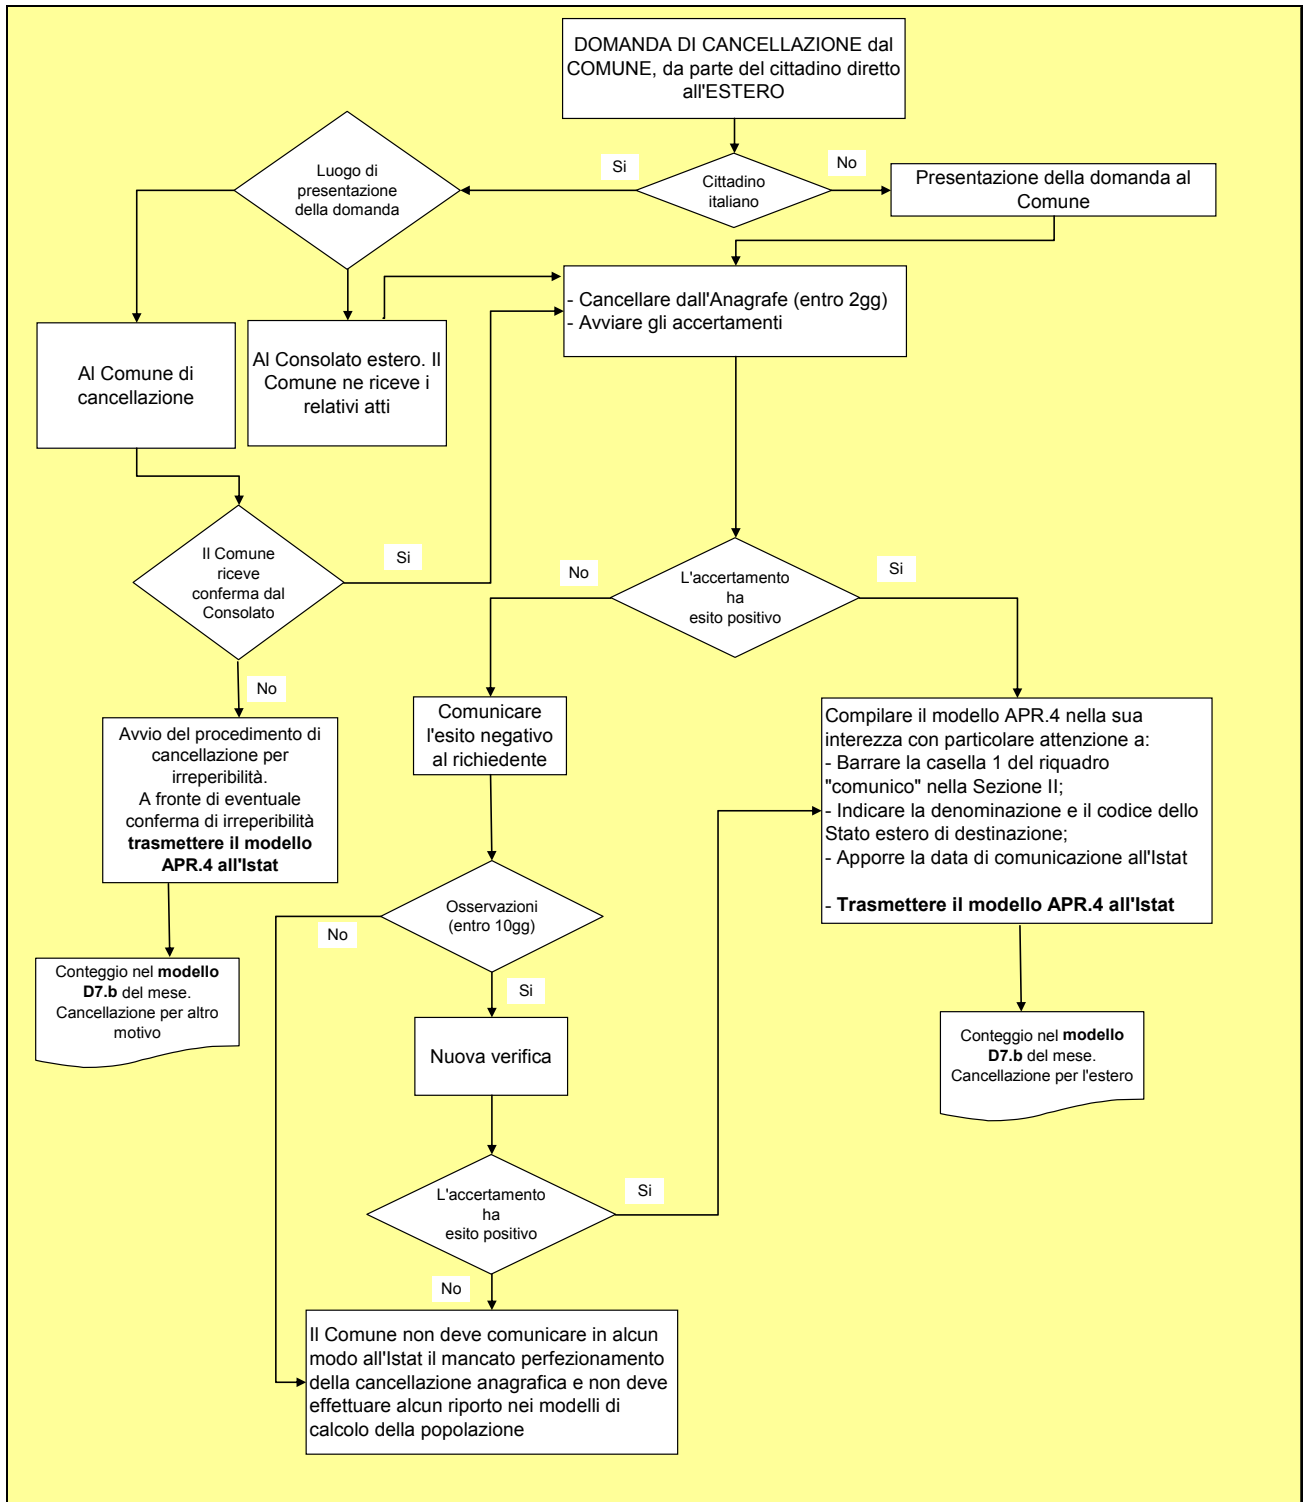 DOMANDA DI CANCELLAZIONE dal
COMUNE, da parte del cittadino diretto
all'ESTERO
Luogo di
presentazione
della domanda
Si
Cittadino
italiano
No
Presentazione della domanda al
Comune
- Cancellare dall'Anagrafe (entro 2gg)
- Avviare gli accertamenti
Al Comune di
cancellazione
Al Consolato estero. Il
Comune ne riceve i
relativi atti
Il Comune
riceve
conferma dal
Consolato
Si
No
L'accertamento
ha
esito positivo
Si
No
Avvio del procedimento di
cancellazione per
irreperibilità.
A fronte di eventuale
conferma di irreperibilità
trasmettere il modello
APR.4 all'Istat
Comunicare
l'esito negativo
al richiedente
Compilare il modello APR.4 nella sua
interezza con particolare attenzione a:
- Barrare la casella 1 del riquadro
"comunico" nella Sezione II;
- Indicare la denominazione e il codice dello
Stato estero di destinazione;
- Apporre la data di comunicazione all'Istat
- Trasmettere il modello APR.4 all'Istat
Osservazioni
(entro 10gg)
No
Si
Conteggio nel modello
D7.b del mese.
Cancellazione per altro
motivo
Nuova verifica
Conteggio nel modello
D7.b del mese.
Cancellazione per l'estero
L'accertamento
ha
esito positivo
Si
No
Il Comune non deve comunicare in alcun
modo all'Istat il mancato perfezionamento
della cancellazione anagrafica e non deve
effettuare alcun riporto nei modelli di
calcolo della popolazione